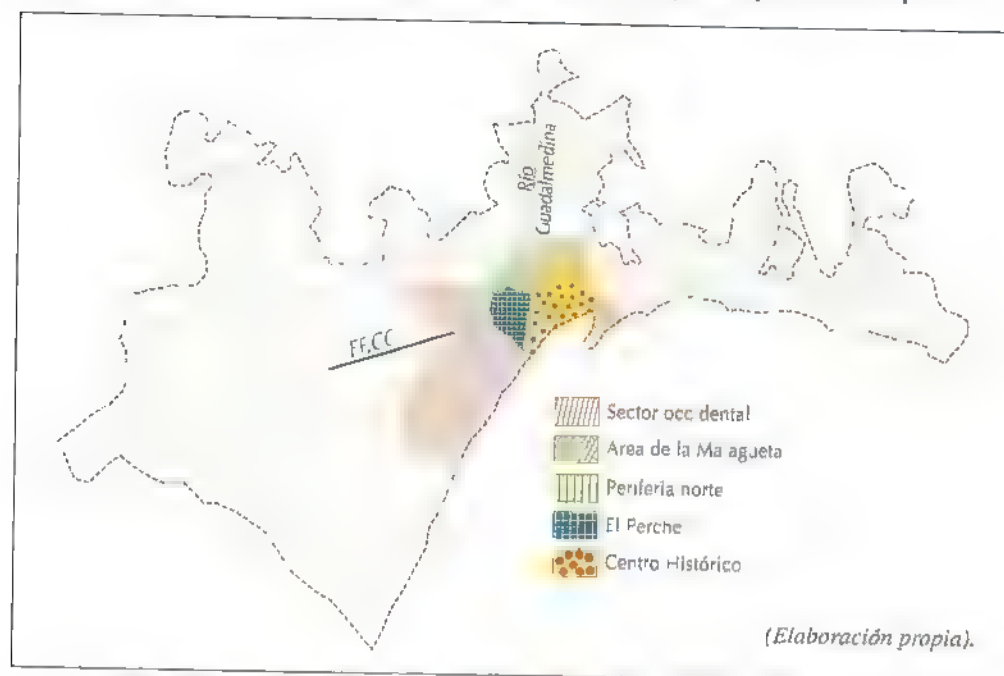 Río
Guadalmedina
FF.CC
Sector occ dental
Area de la Ma agueta
Periferia norte
El Perche
Centro Histórico
(Elaboración propia).